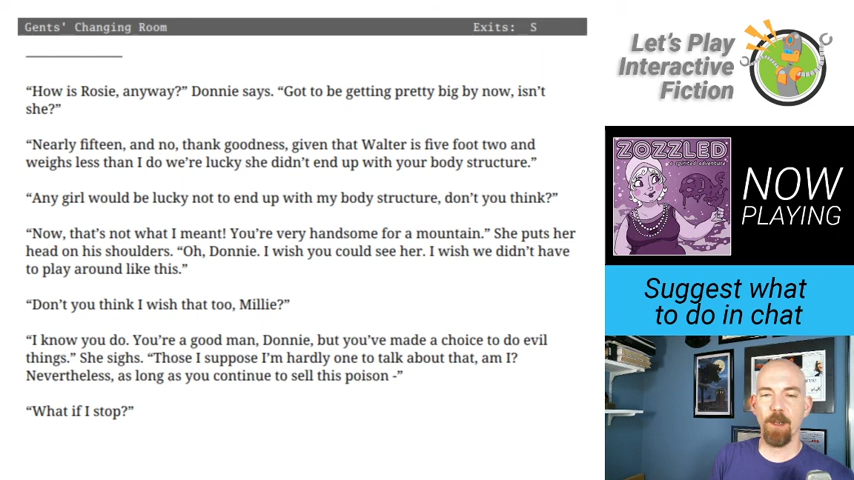 Gents' Changing Room Exits: S
“How is Rosie, anyway?” Donnie says. “Got to be getting pretty big by now, isn’t
she?”
“Nearly fifteen, and no, thank goodness, given that Walter is five foot two and
weighs less than I do we’re lucky she didn’t end up with your body structure.”
“Any girl would be lucky not to end up with my body structure, don’t you think?”
“Now, that’s not what I meant! You’re very handsome for a mountain.” She puts her
head on his shoulders. “Oh, Donnie. I wish you could see her. I wish we didn’t have
to play around like this.”
“Don’t you think I wish that too, Millie?”
“I know you do. You’re a good man, Donnie, but you’ve made a choice to do evil
things.” She sighs. “Those I suppose I’m hardly one to talk about that, am I?
Nevertheless, as long as you continue to sell this poison -”
“What if I stop?”
Let’s Play
Interactive
Fiction
ZOZZLED
a spirited adventure
NOW
PLAYING
Suggest what
to do in chat